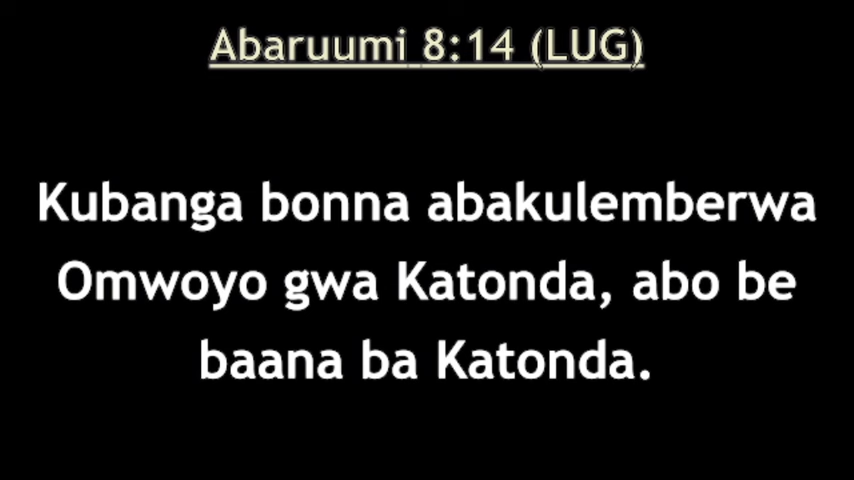 Abaruumi 8:14 (LUG)
Kubanga bonna abakulemberwa
Omwoyo gwa Katonda, abo be
baana ba Katonda.